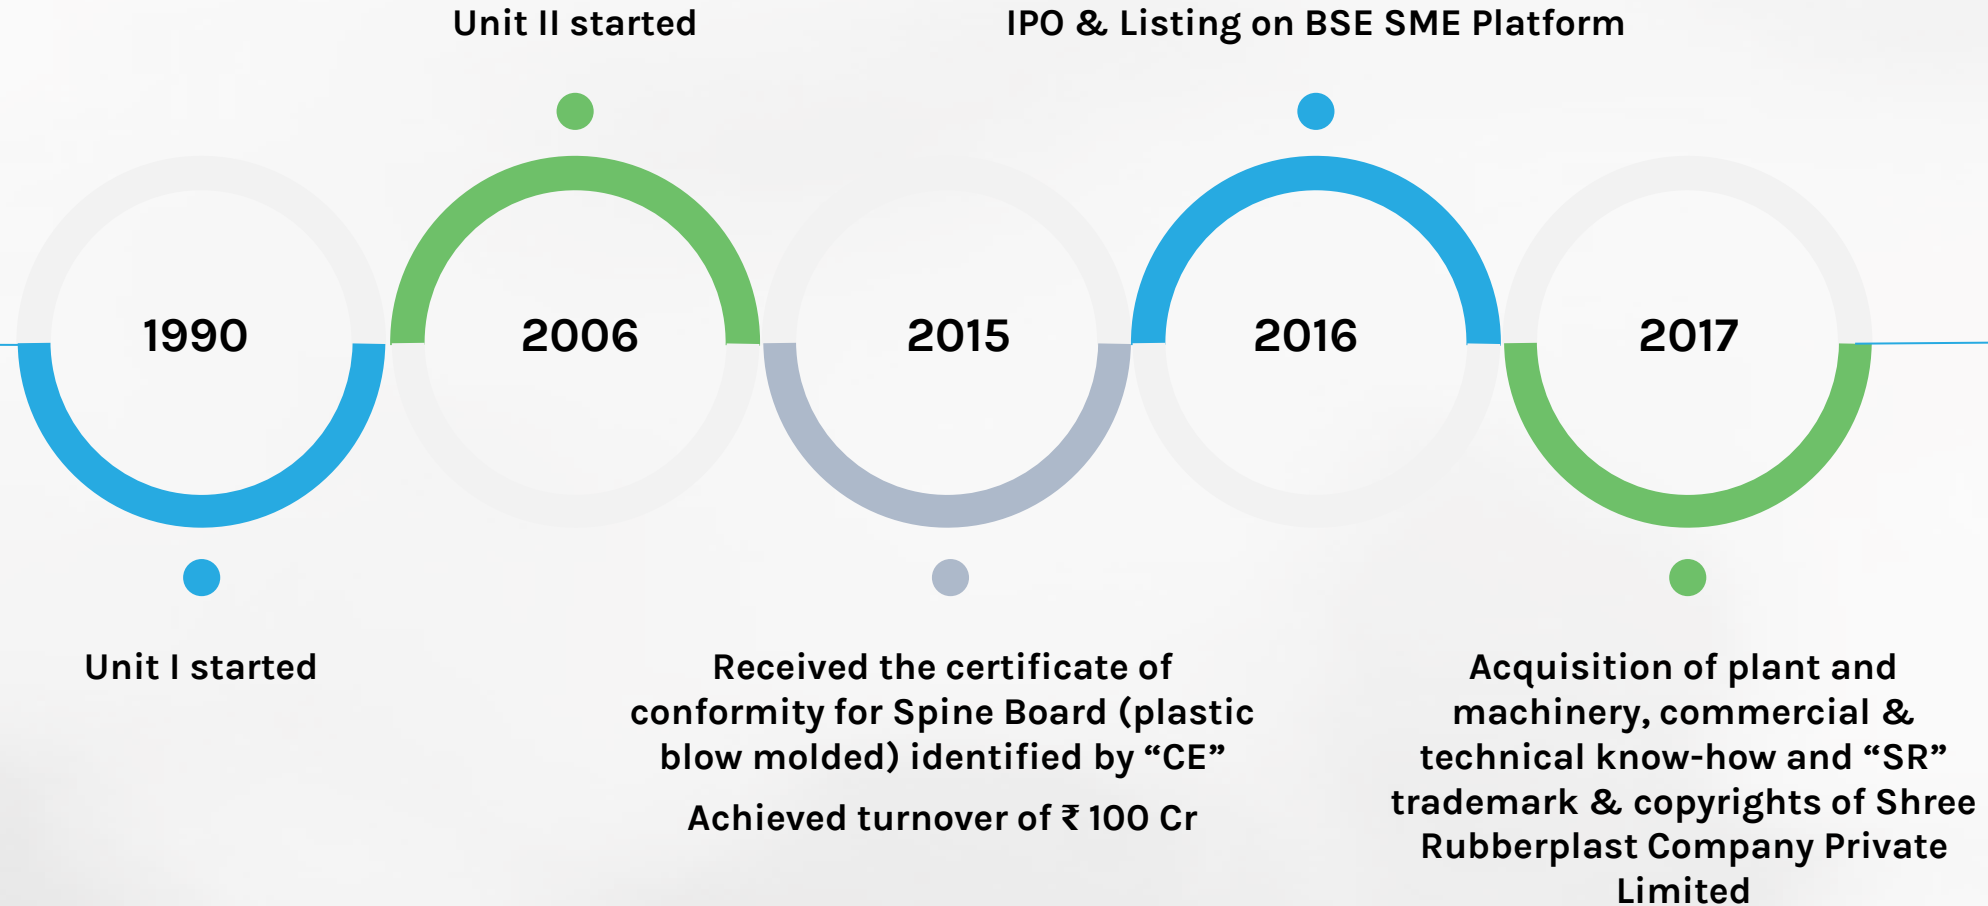 Unit II started
IPO & Listing on BSE SME Platform
1990
2006
2015
2016
2017
Unit I started
Received the certificate of
conformity for Spine Board (plastic
blow molded) identified by “CE”
Achieved turnover of ₹ 100 Cr
Acquisition of plant and
machinery, commercial &
technical know-how and “SR”
trademark & copyrights of Shree
Rubberplast Company Private
Limited